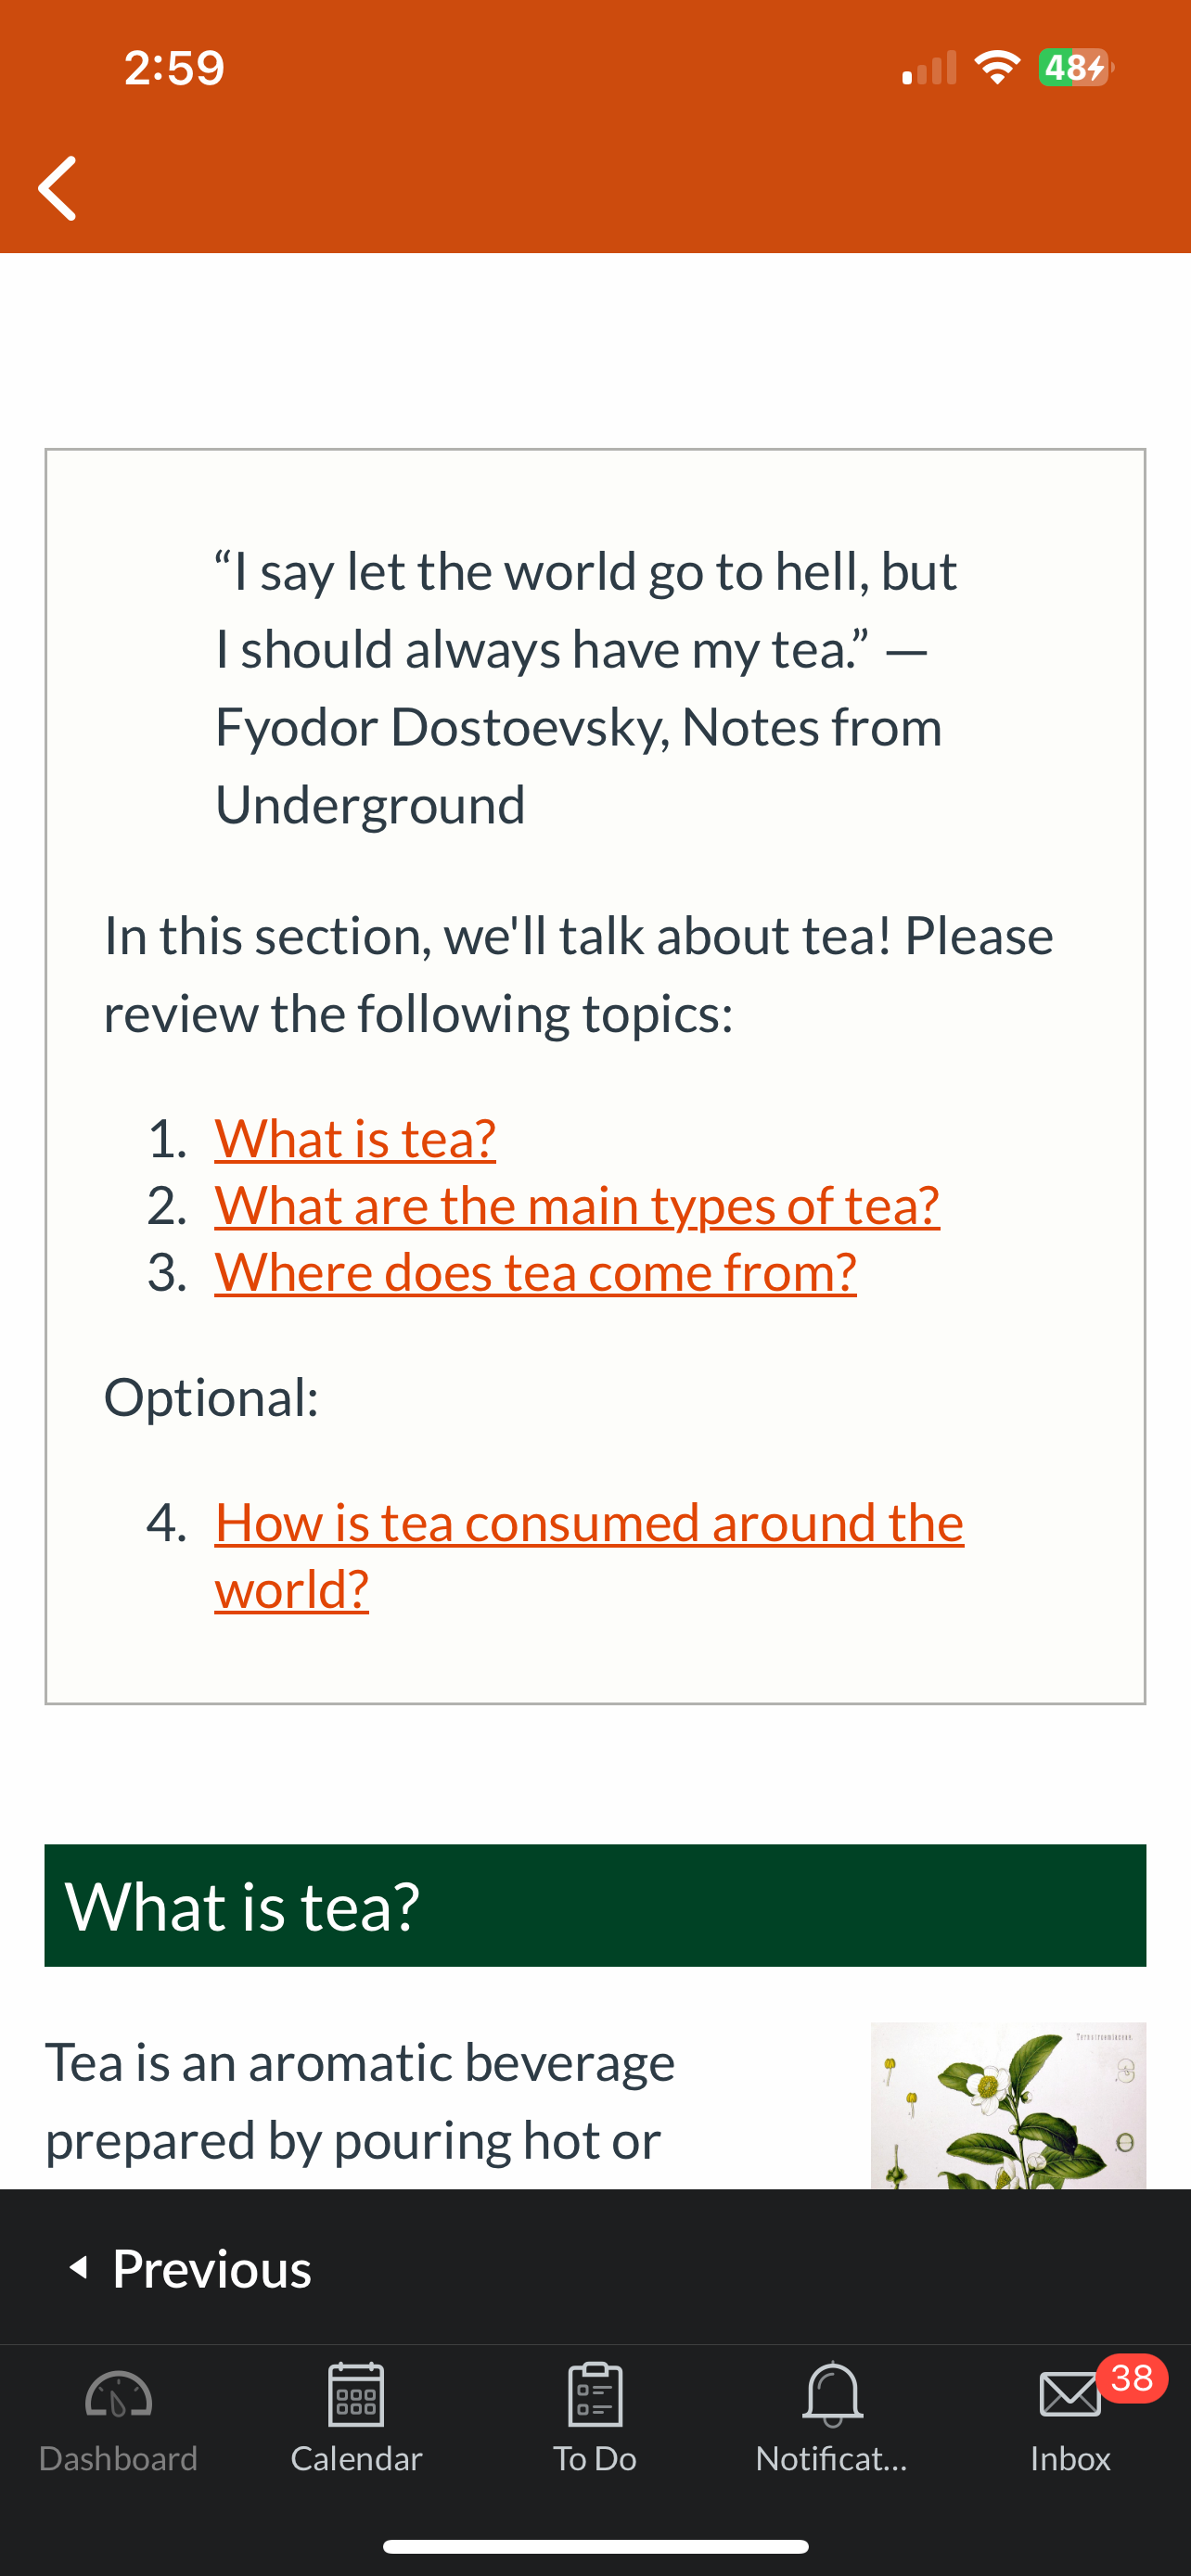 2:59
48
“I say let the world go to hell, but
I should always have my tea.” —
Fyodor Dostoevsky, Notes from
Underground
In this section, we'll talk about tea! Please
review the following topics:
1. What is tea?
2. What are the main types of tea?
3. Where does tea come from?
Optional:
4. How is tea consumed around the
world?
What is tea?
Tea is an aromatic beverage
prepared by pouring hot or
Previous
38
Dashboard
Calendar
To Do
Notificat...
Inbox